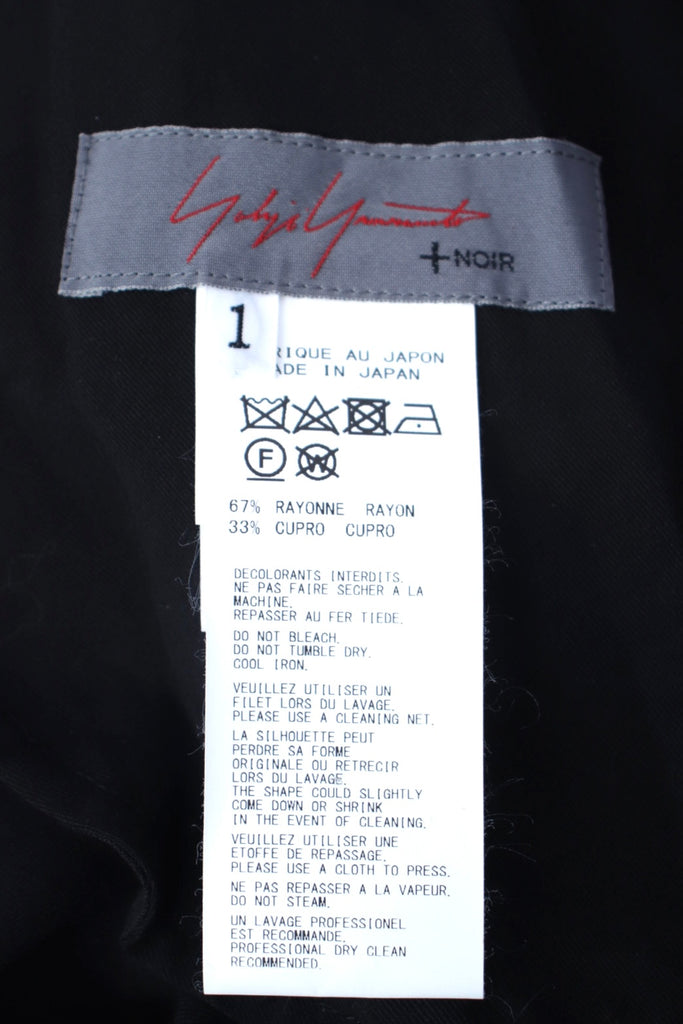 Yohji Yamamoto
+NOIR
1
RIQUE AU JAPON
ADE IN JAPAN
F W
67% RAYONNE RAYON
33% CUPRO CUPRO
DECOLORANTS INTERDITS.
NE PAS FAIRE SECHER A LA
MACHINE.
REPASSER AU FER TIEDE.
DO NOT BLEACH.
DO NOT TUMBLE DRY.
COOL IRON.
VEUILLEZ UTILISER UN
FILET LORS DU LAVAGE.
PLEASE USE A CLEANING NET.
LA SILHOUETTE PEUT
PERDRE SA FORME
ORIGINALE OU RETRECIR
LORS DU LAVAGE.
THE SHAPE COULD SLIGHTLY
COME DOWN OR SHRINK
IN THE EVENT OF CLEANING.
VEUILLEZ UTILISER UNE
ETOFFE DE REPASSAGE.
PLEASE USE A CLOTH TO PRESS.
NE PAS REPASSER A LA VAPEUR.
DO NOT STEAM.
UN LAVAGE PROFESSIONEL
EST RECOMMANDE.
PROFESSIONAL DRY CLEAN
RECOMMENDED.